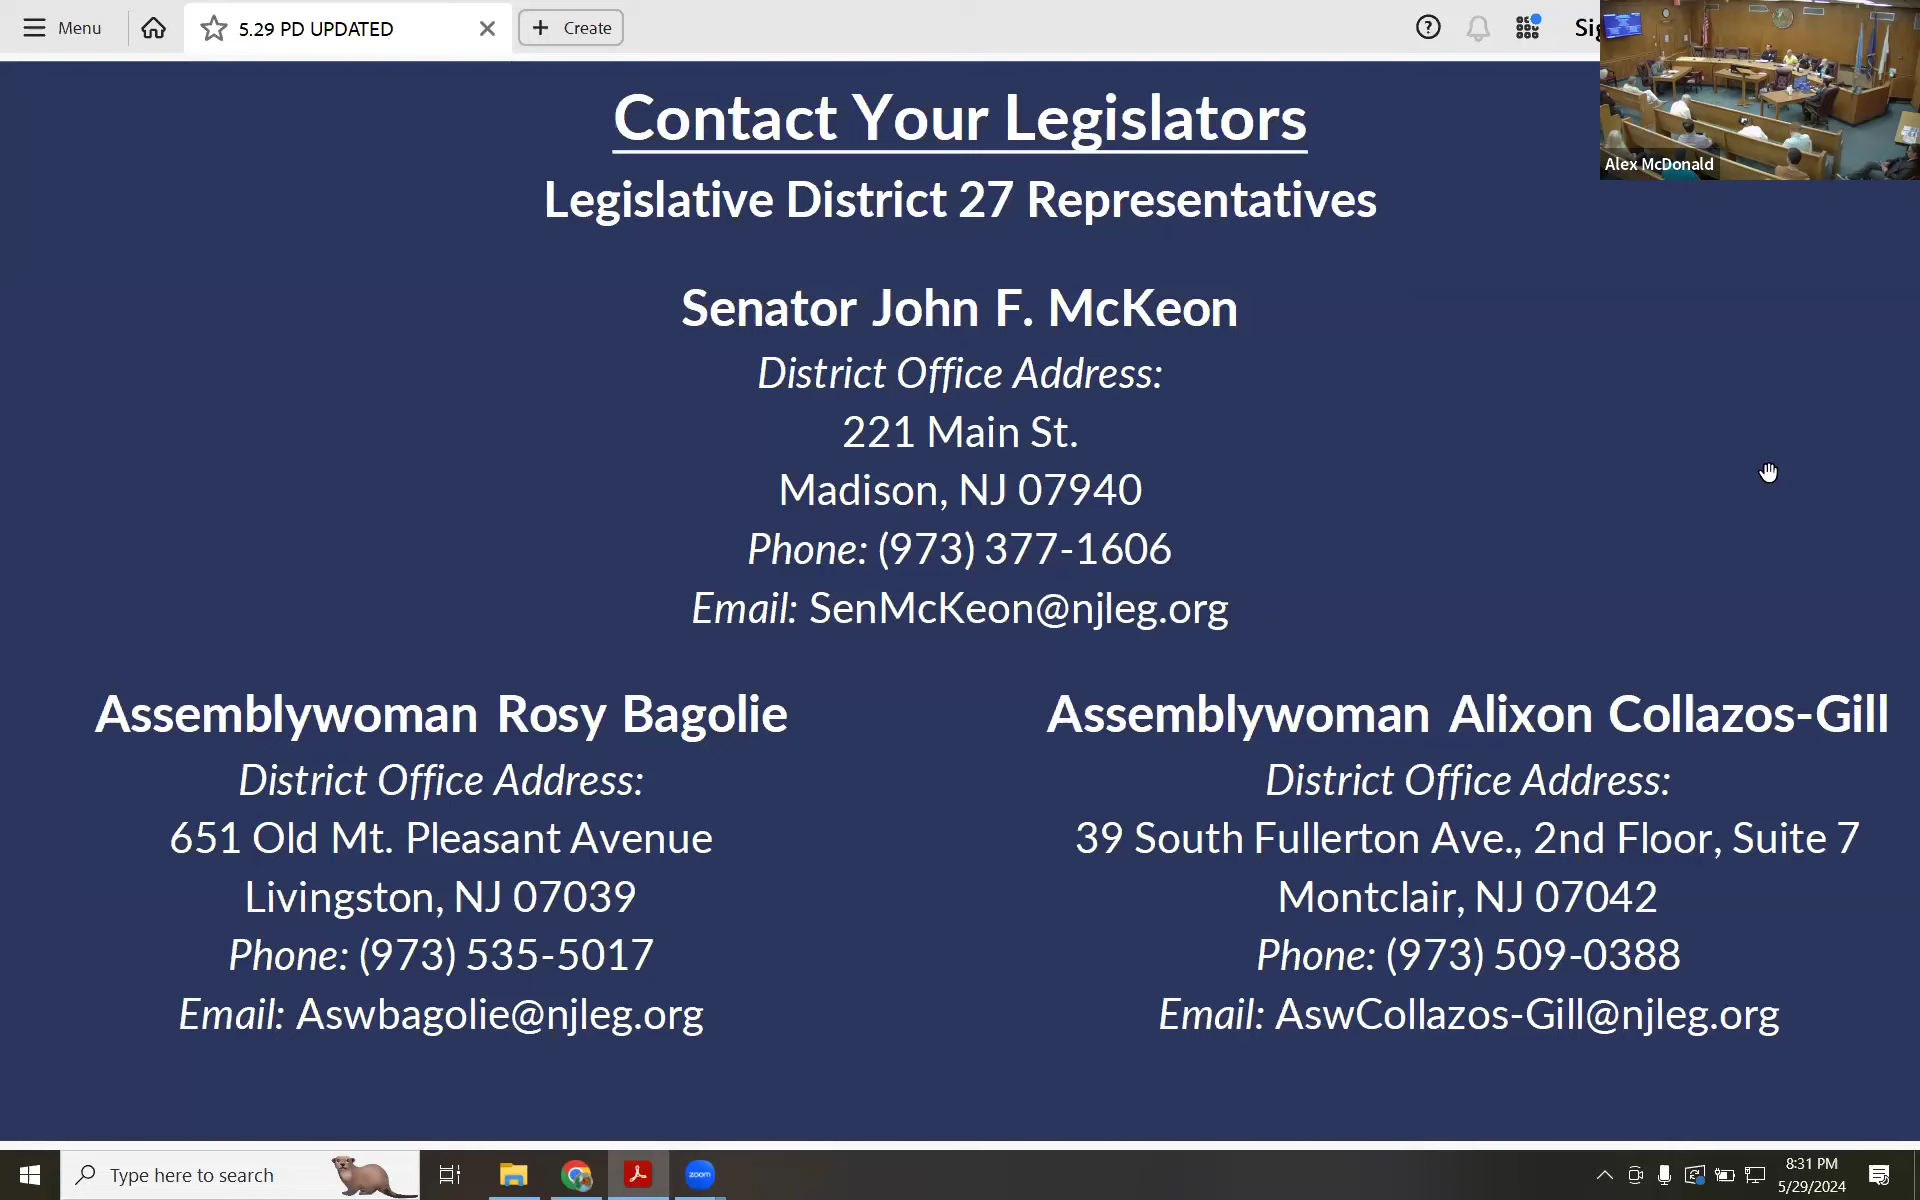 Menu
5.29 PD UPDATED
Create
Contact Your Legislators
Legislative District 27 Representatives
Alex McDonald
Senator John F. McKeon
District Office Address:
221 Main St.
Madison, NJ 07940
Phone: (973) 377-1606
Email: SenMcKeon@njleg.org
Assemblywoman Rosy Bagolie
District Office Address:
651 Old Mt. Pleasant Avenue
Livingston, NJ 07039
Phone: (973) 535-5017
Email: Aswbagolie@njleg.org
Assemblywoman Alixon Collazos-Gill
District Office Address:
39 South Fullerton Ave., 2nd Floor, Suite 7
Montclair, NJ 07042
Phone: (973) 509-0388
Email: AswCollazos-Gill@njleg.org
Type here to search
zoom
8:31 PM
5/29/2024